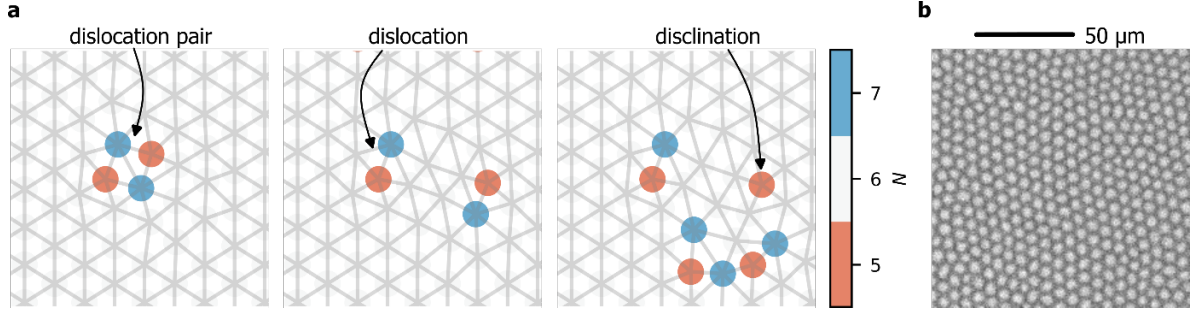 a
dislocation pair
dislocation
disclination
7
6
5
N
b
50 μm